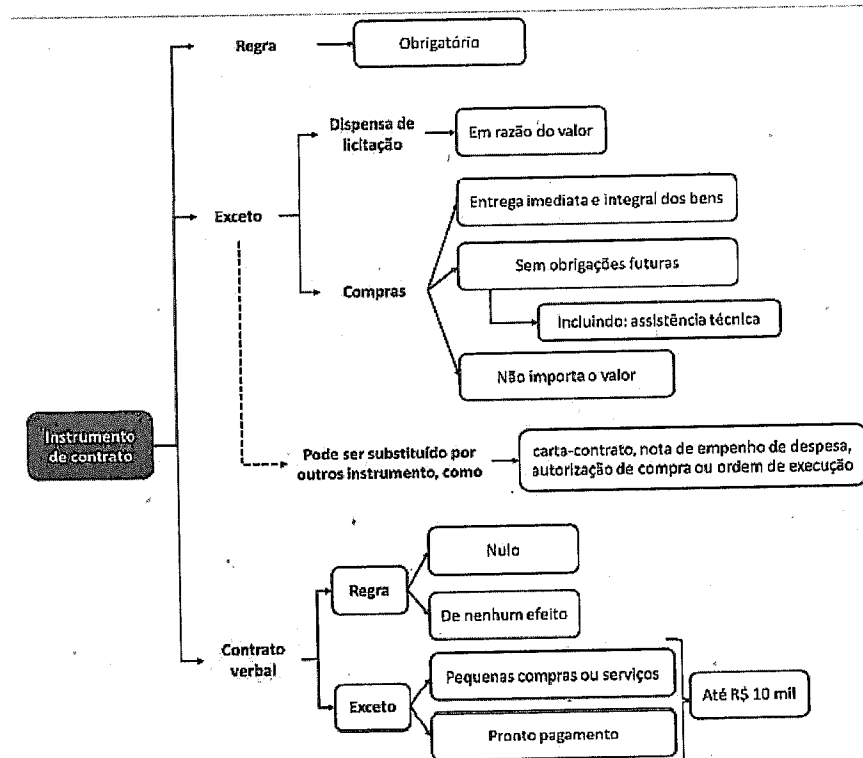 Regra
Obrigatório
Dispensa de
licitação
Em razão do valor
Exceto
Entrega imediata e integral dos bens
Compras
Sem obrigações futuras
Incluindo: assistência técnica
Não importa o valor
Instrumento
de contrato
Pode ser substituído por
outros instrumento, como
carta-contrato, nota de empenho de despesa,
autorização de compra ou ordem de execução
Contrato
verbal
Regra
Nulo
De nenhum efeito
Exceto
Pequenas compras ou serviços
Pronto pagamento
Até R$ 10 mil